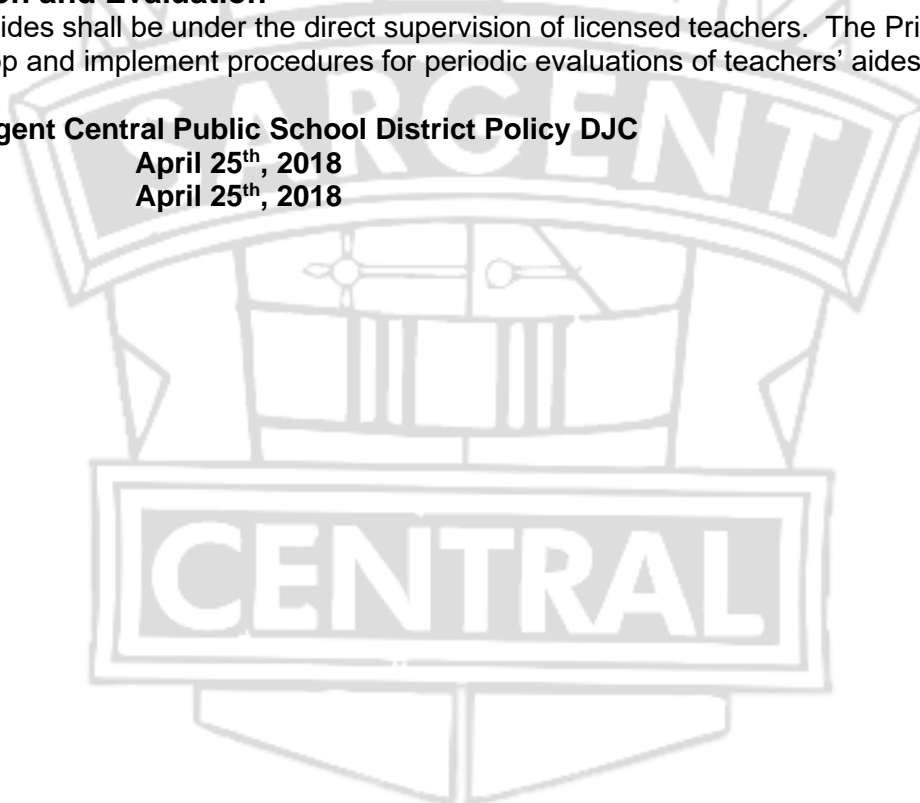 on and Evaluation
ides shall be under the direct supervision of licensed teachers. The Pri
op and implement procedures for periodic evaluations of teachers’ aides
gent Central Public School District Policy DJC
April 25th, 2018
April 25th, 2018
SARGENT
CENTRAL